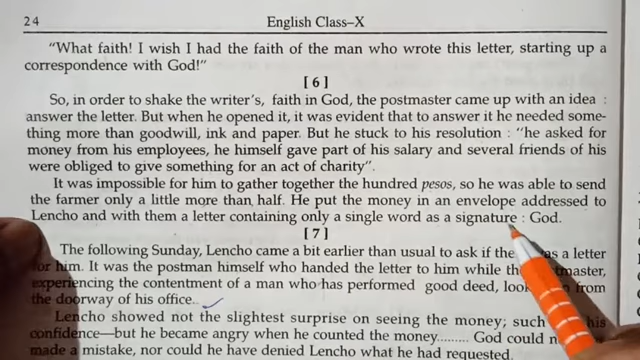 24 English Class–X
"What faith! I wish I had the faith of the man who wrote this letter, starting up a
correspondence with God!"
[ 6 ]
So, in order to shake the writer's, faith in God, the postmaster came up with an idea :
answer the letter. But when he opened it, it was evident that to answer it he needed some-
thing more than goodwill, ink and paper. But he stuck to his resolution : "he asked for
money from his employees, he himself gave part of his salary and several friends of his
were obliged to give something for an act of charity".
It was impossible for him to gather together the hundred pesos, so he was able to send
the farmer only a little more than half. He put the money in an envelope addressed to
Lencho and with them a letter containing only a single word as a signature : God.
[ 7 ]
The following Sunday, Lencho came a bit earlier than usual to ask if the as a letter
for him. It was the postman himself who handed the letter to him while th tmaster,
experiencing the contentment of a man who has performed good deed, loo from
the doorway of his office..
Lencho showed not the slightest surprise on seeing the money; such his
confidence—but he became angry when he counted the money......... God could n
made a mistake, nor could he have denied Lencho what he had requested